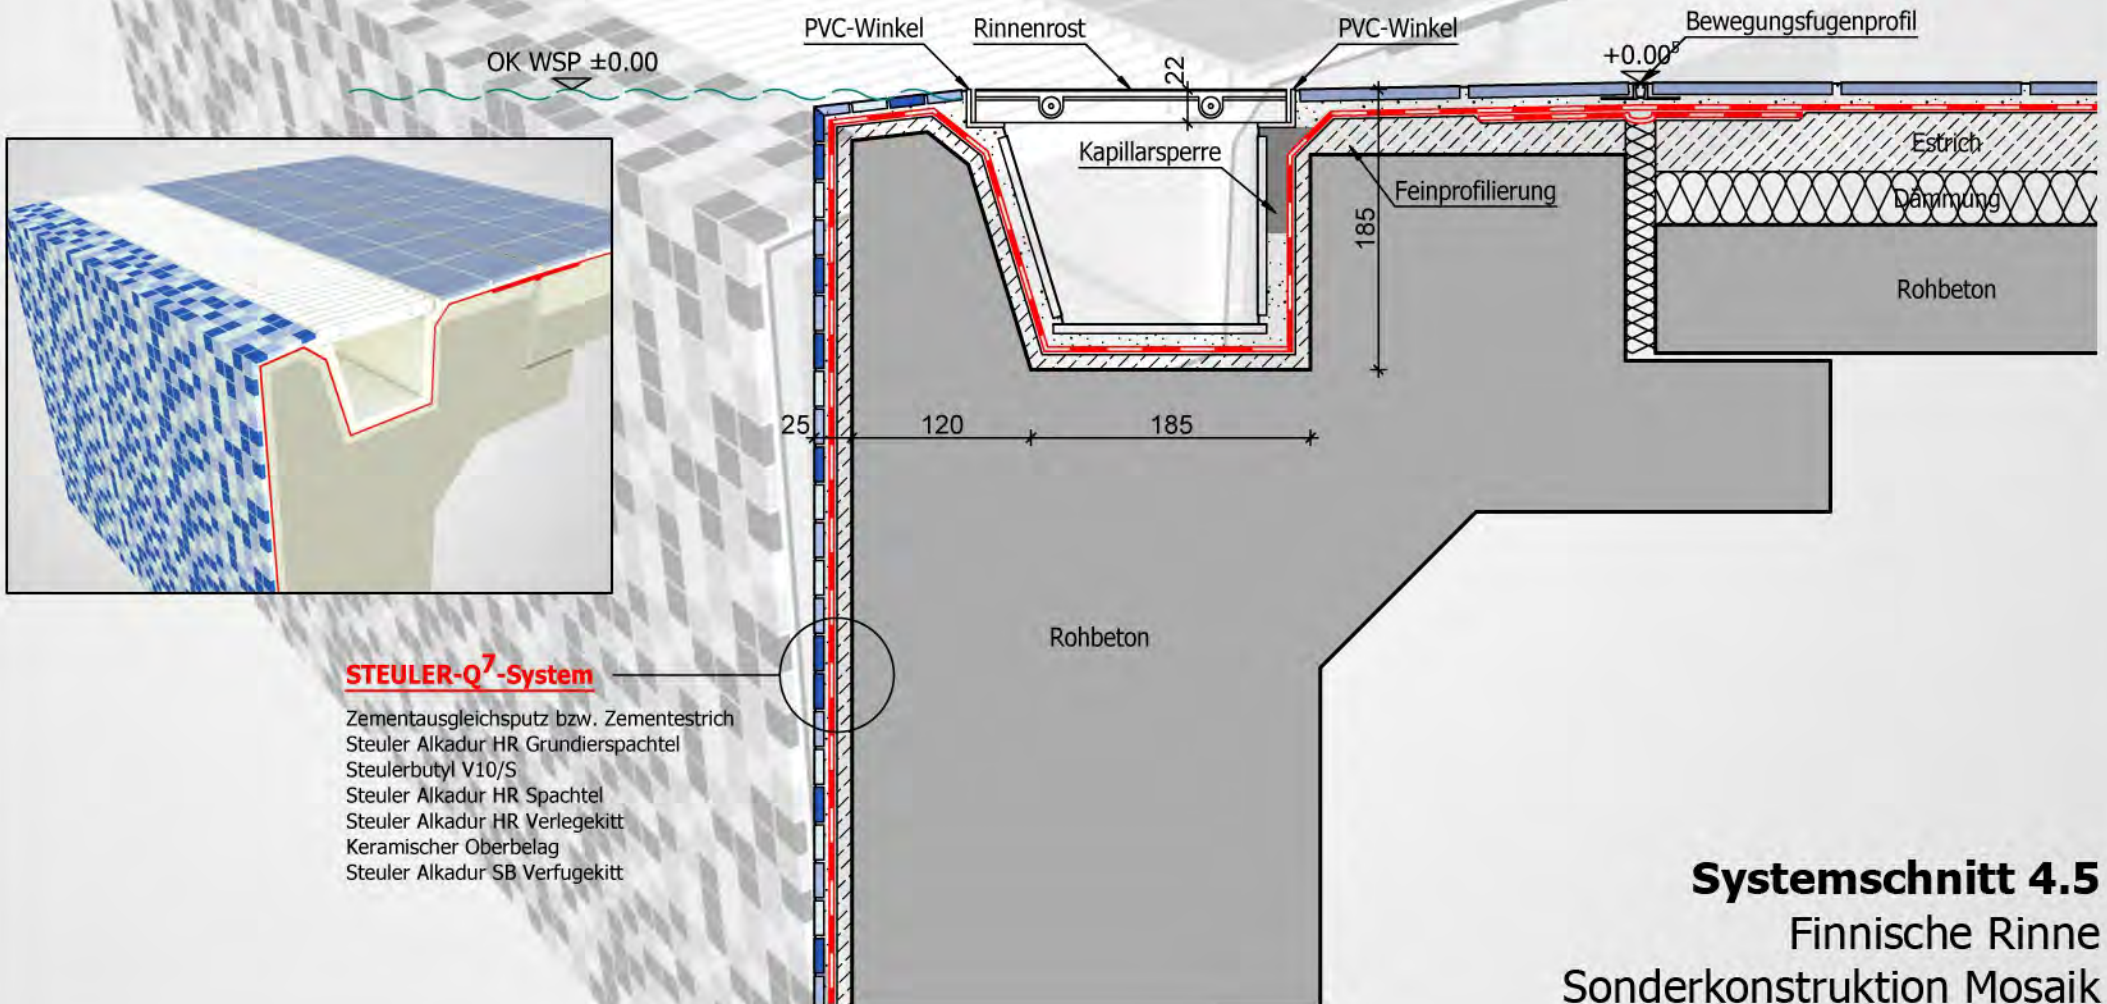 PVC-Winkel
Rinnenrost
PVC-Winkel
Bewegungsfugenprofil
OK WSP ±0.00
22
+0.00⁵
Kapillarsperre
Feinprofilierung
185
Estrich
Dämmung
Rohbeton
25
120
185
Rohbeton
STEULER-Q⁷-System
Zementausgleichsputz bzw. Zementestrich
Steuler Alkadur HR Grundierspachtel
Steulerbutyl V10/S
Steuler Alkadur HR Spachtel
Steuler Alkadur HR Verlegekitt
Keramischer Oberbelag
Steuler Alkadur SB Verfugekitt
Systemschnitt 4.5
Finnische Rinne
Sonderkonstruktion Mosaik